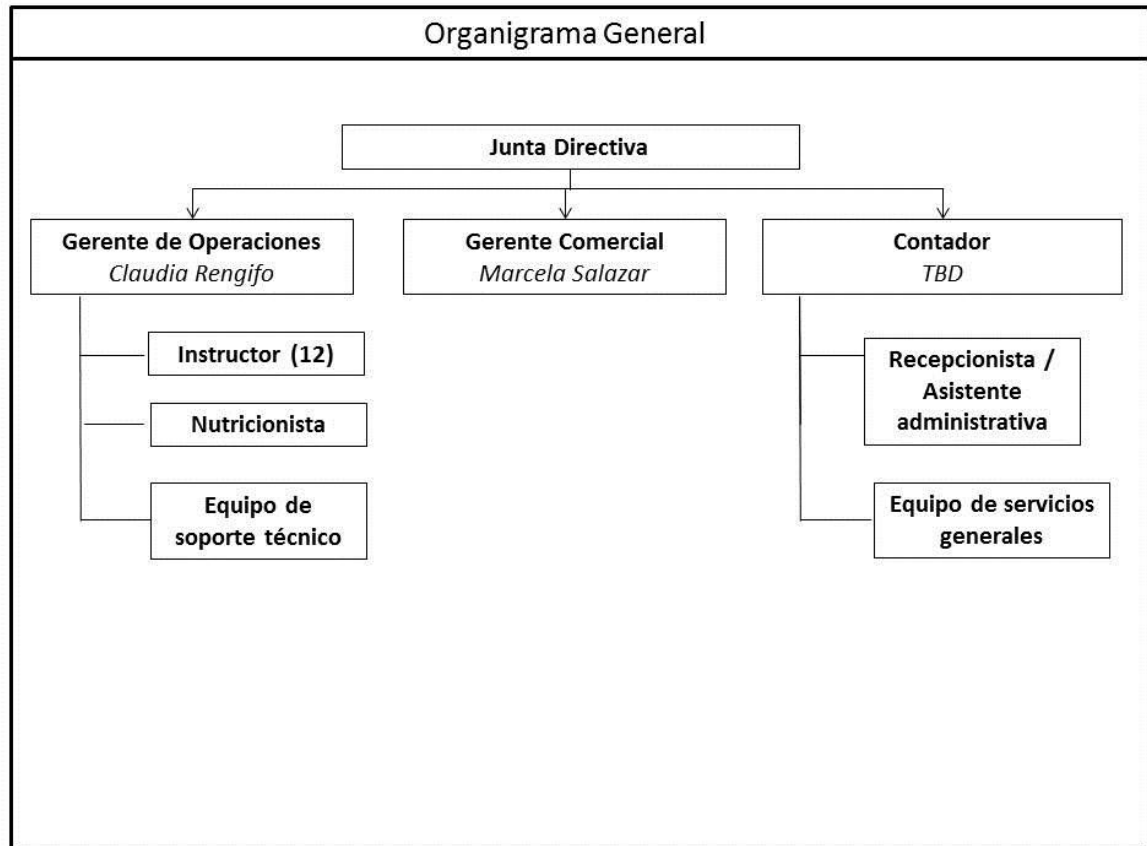 Organigrama General
Junta Directiva
Gerente de Operaciones
Claudia Rengifo
Gerente Comercial
Marcela Salazar
Contador
TBD
Instructor (12)
Nutricionista
Equipo de
soporte técnico
Recepcionista /
Asistente
administrativa
Equipo de servicios
generales